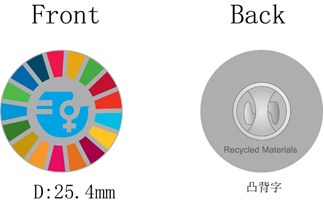 Front
Back
Recycled Materials
D:25.4mm
凸背字